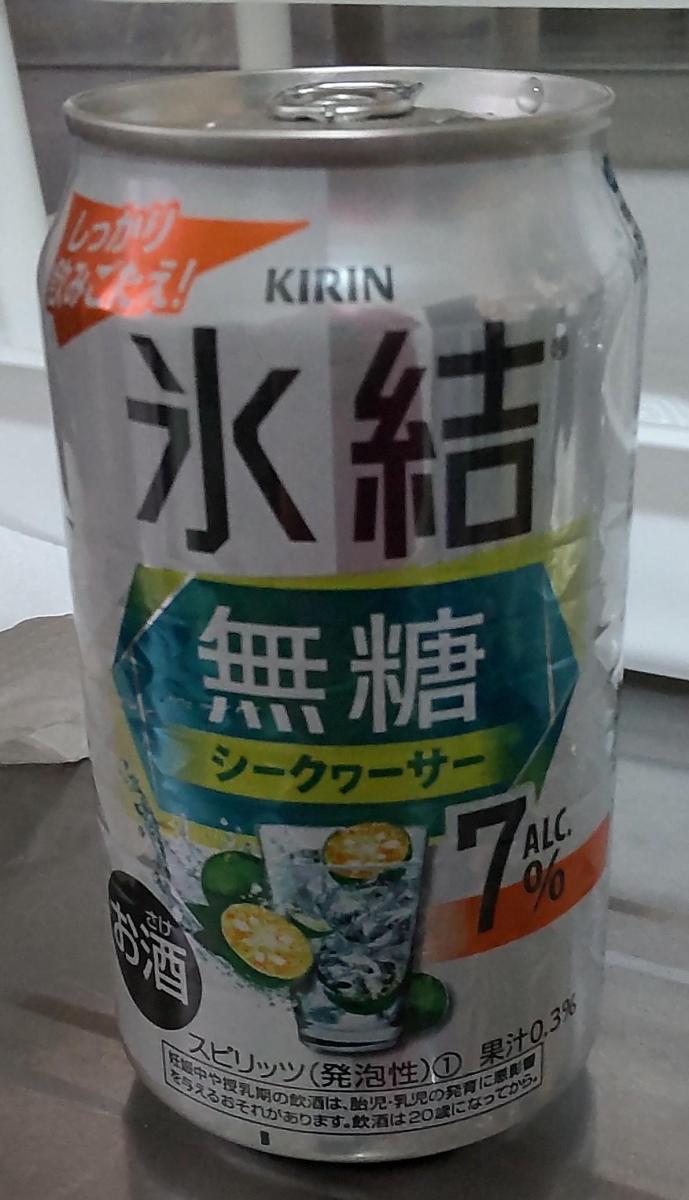 しっかり
飲みごたえ!
KIRIN
氷結®
無糖
シークヮーサー
7 ALC.
%
お酒
さけ
スピリッツ(発泡性)① 果汁0.3%
妊娠中や授乳期の飲酒は、胎児・乳児の発育に悪影響
を与えるおそれがあります。飲酒は20歳になってから。